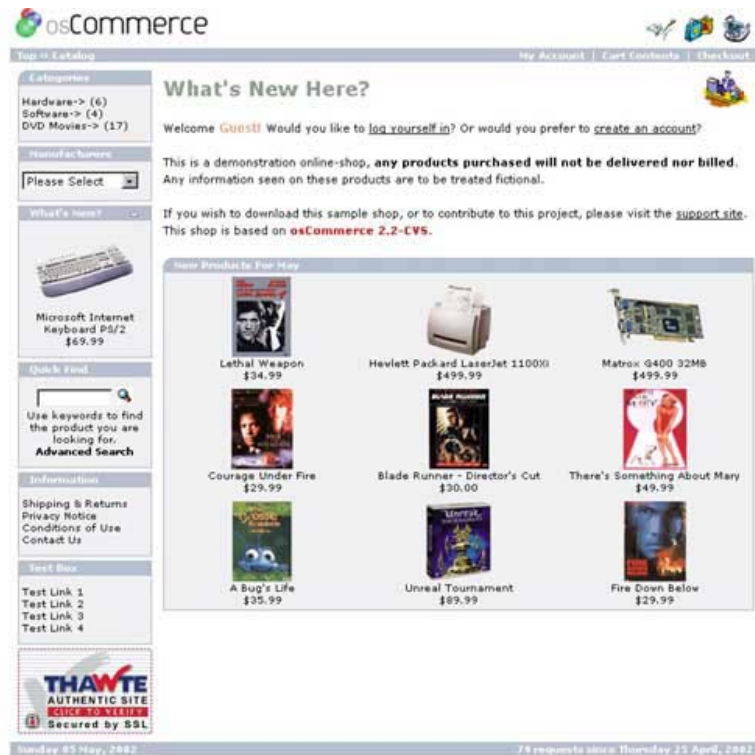 osCommerce
Top » Catalog
My Account | Cart Contents | Checkout
Categories
Hardware-> (6)
Software-> (4)
DVD Movies-> (17)
Manufacturers
Please Select
What's New?
Microsoft Internet
Keyboard PS/2
$69.99
Quick Find
Use keywords to find
the product you are
looking for.
Advanced Search
Information
Shipping & Returns
Privacy Notice
Conditions of Use
Contact Us
Test Box
Test Link 1
Test Link 2
Test Link 3
Test Link 4
THAWTE
AUTHENTIC SITE
CLICK TO VERIFY
Secured by SSL
What's New Here?
Welcome Guest! Would you like to log yourself in? Or would you prefer to create an account?
This is a demonstration online-shop, any products purchased will not be delivered nor billed.
Any information seen on these products are to be treated fictional.
If you wish to download this sample shop, or to contribute to this project, please visit the support site.
This shop is based on osCommerce 2.2-CVS.
New Products For May
Lethal Weapon
$34.99
Hewlett Packard LaserJet 1100Xi
$499.99
Matrox G400 32MB
$499.99
Courage Under Fire
$29.99
Blade Runner - Director's Cut
$30.00
There's Something About Mary
$49.99
A Bug's Life
$35.99
Unreal Tournament
$89.99
Fire Down Below
$29.99
Sunday 05 May, 2002
requests since Thursday 25 April, 2002